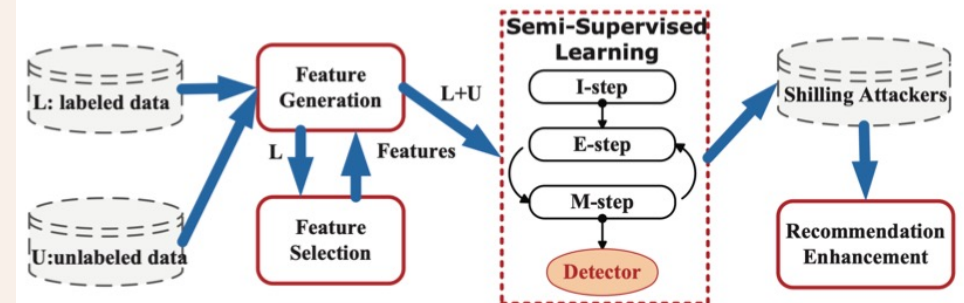 L: labeled data
U:unlabeled data
Feature
Generation
L
Features
Feature
Selection
L+U
Semi-Supervised
Learning
I-step
E-step
M-step
Detector
Shilling Attackers
Recommendation
Enhancement